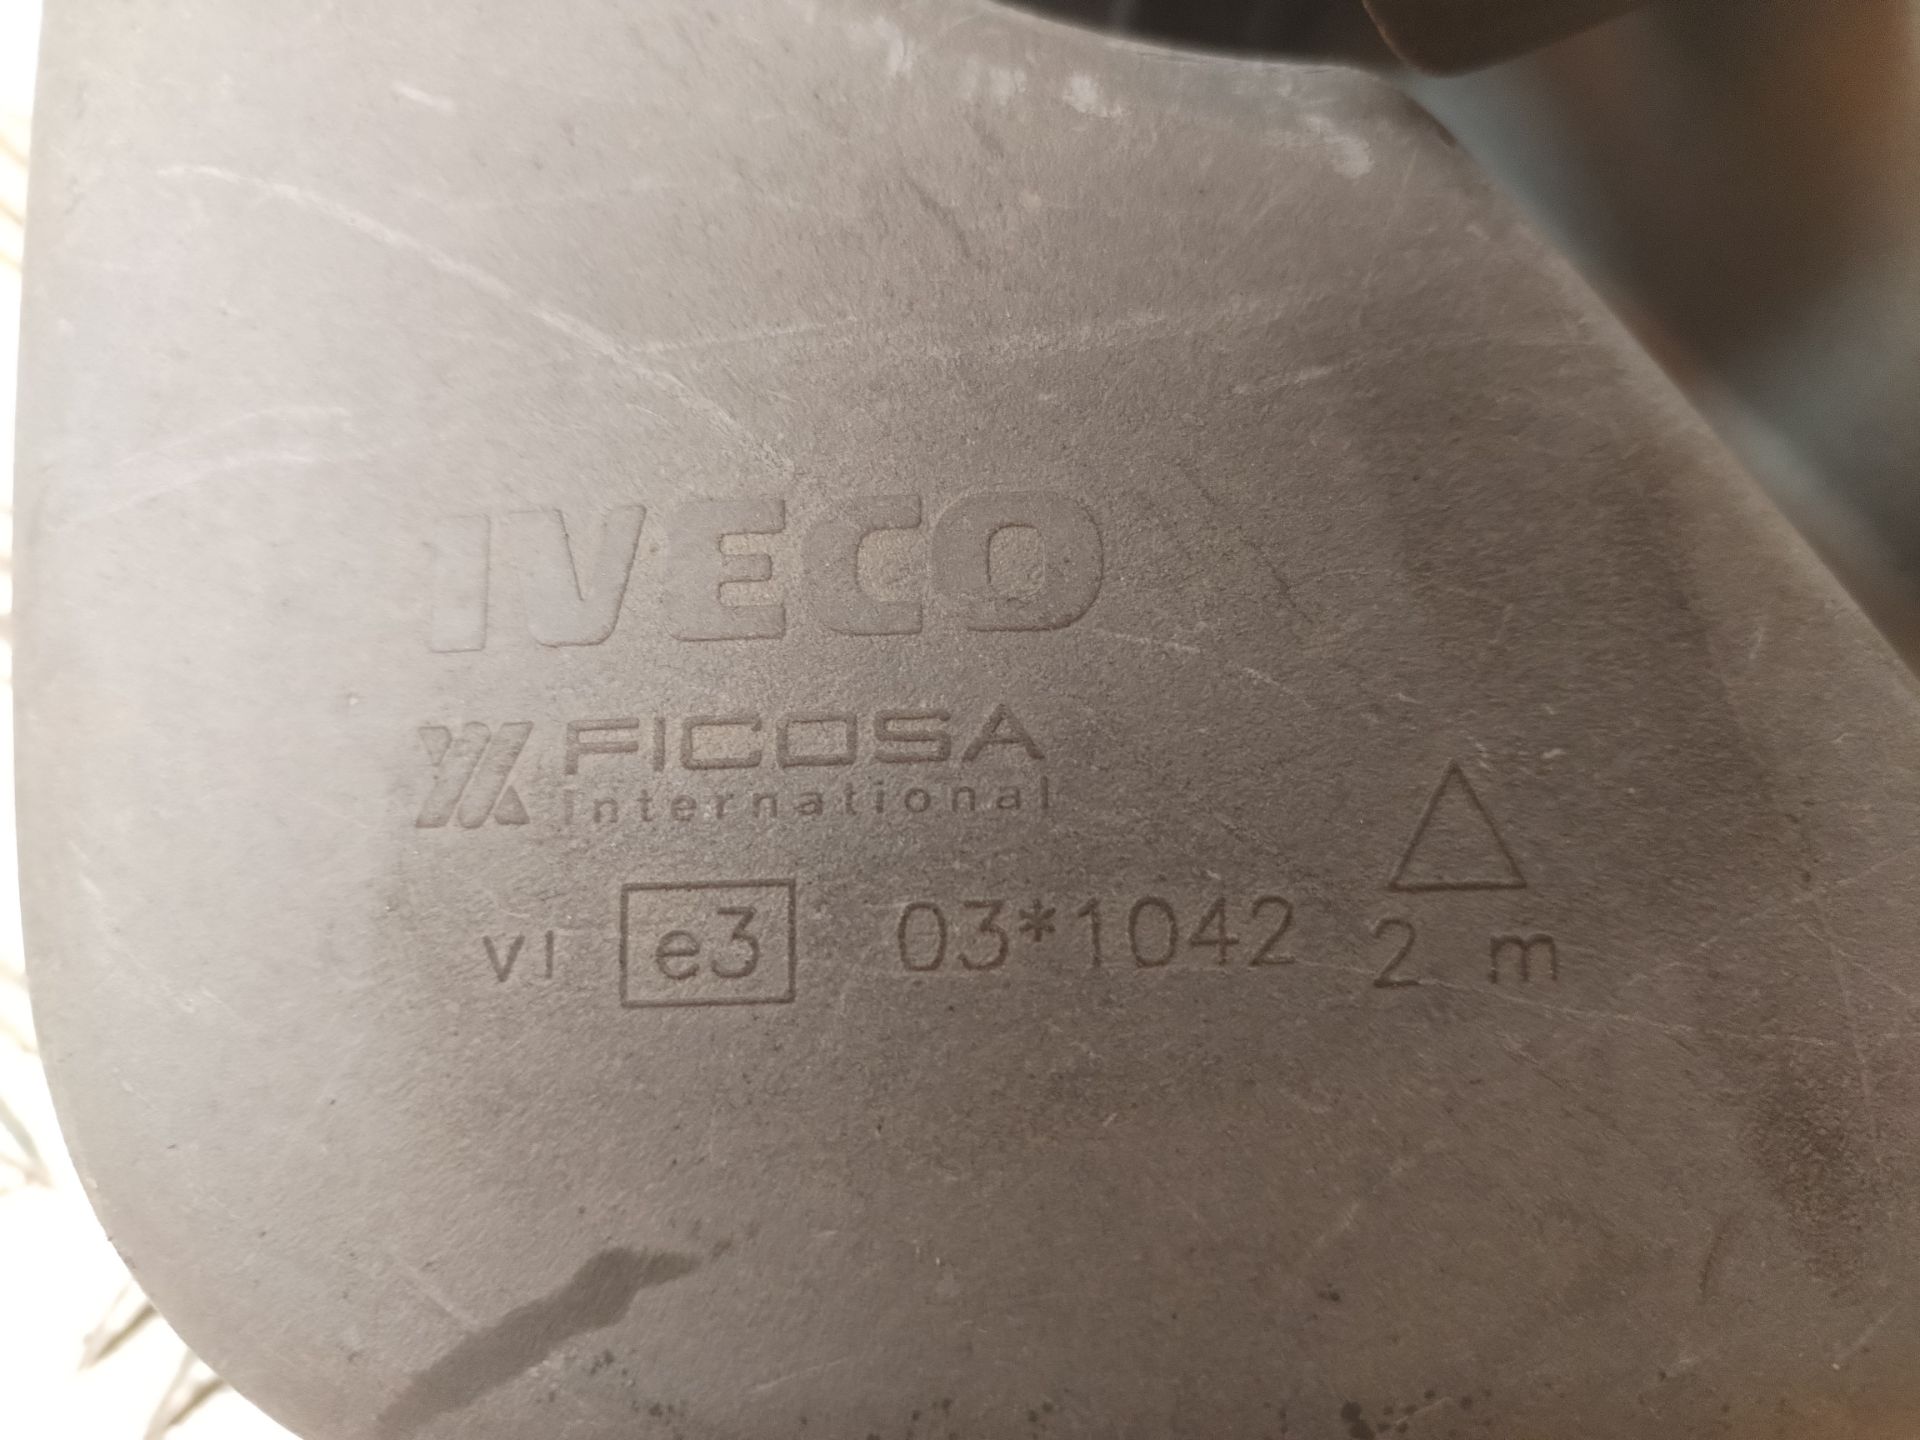 IVECO
FICOSA
International
VI e3 03*1042 2 m